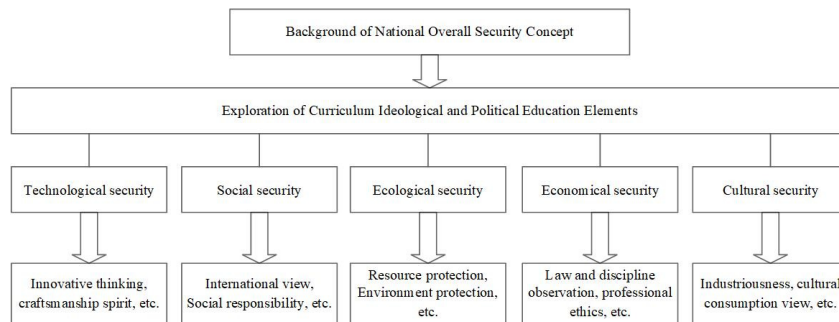 Background of National Overall Security Concept
Exploration of Curriculum Ideological and Political Education Elements
Technological security
Social security
Ecological security
Economical security
Cultural security
Innovative thinking,
craftsmanship spirit, etc.
International view,
Social responsibility, etc.
Resource protection,
Environment protection,
etc.
Law and discipline
observation, professional
ethics, etc.
Industriousness, cultural
consumption view, etc.